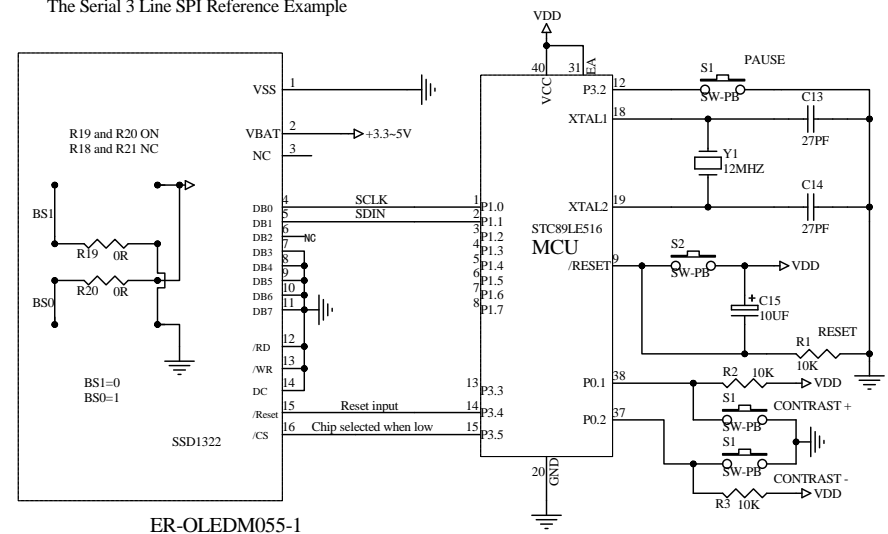 The Serial 3 Line SPI Reference Example
VDD
40
31
VCC
EA
S1
PAUSE
VSS
1
P3.2
12
SW-PB
C13
27PF
XTAL1
18
R19 and R20 ON
R18 and R21 NC
VBAT
2
+3.3~5V
NC
3
Y1
12MHZ
C14
27PF
XTAL2
19
BS1
R19
0R
BS0
R20
0R
DB0
4
SCLK
1
P1.0
DB1
5
SDIN
2
P1.1
DB2
6
NC
3
P1.2
DB3
7
4
P1.3
DB4
8
5
P1.4
DB5
9
6
P1.5
DB6
10
7
P1.6
DB7
11
8
P1.7
STC89LE516
MCU
/RESET
9
S2
SW-PB
VDD
C15
10UF
+
RESET
R1
10K
/RD
12
/WR
13
DC
14
13
P3.3
/Reset
15
Reset input
14
P3.4
/CS
16
Chip selected when low
15
P3.5
BS1=0
BS0=1
SSD1322
P0.1
38
R2
10K
VDD
S1
CONTRAST +
SW-PB
P0.2
37
S1
SW-PB
CONTRAST -
R3
10K
VDD
20
GND
ER-OLEDM055-1